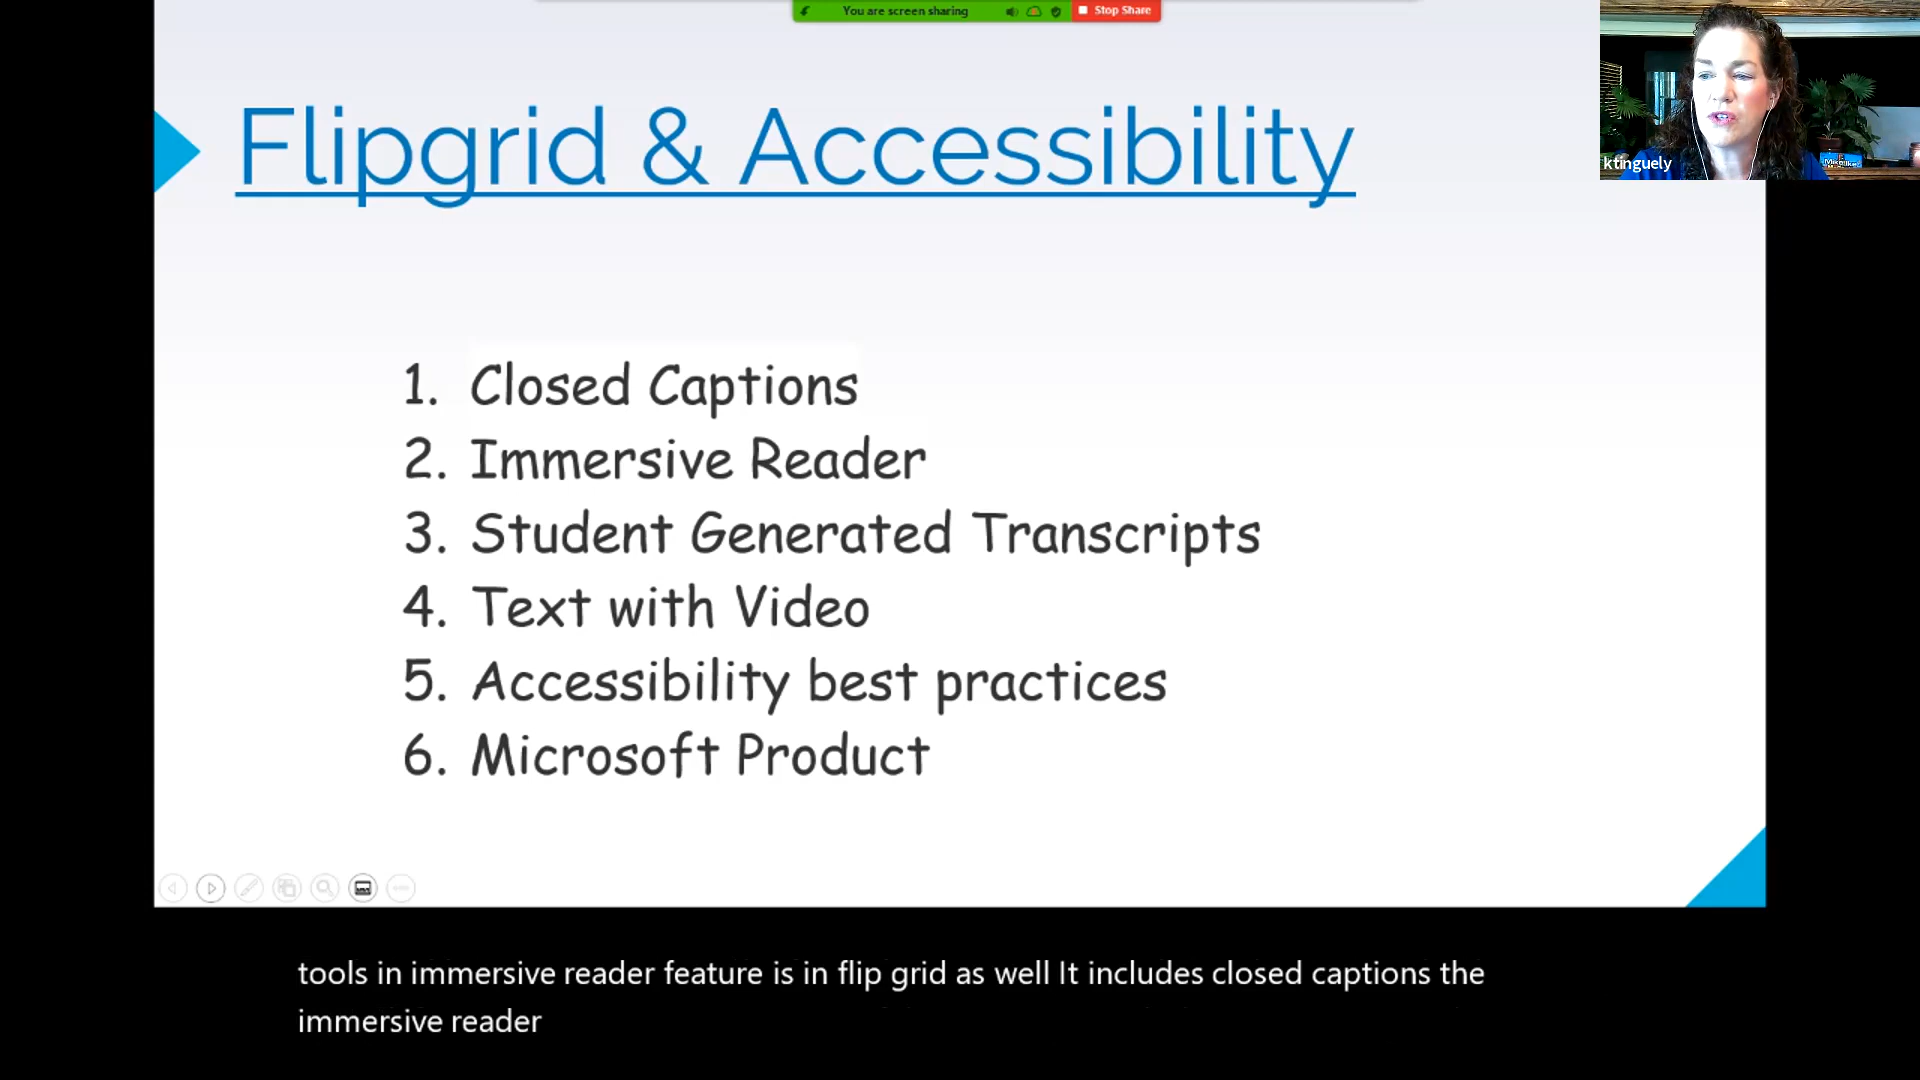 You are screen sharing
Stop Share
ktinguely
Flipgrid & Accessibility
1. Closed Captions
2. Immersive Reader
3. Student Generated Transcripts
4. Text with Video
5. Accessibility best practices
6. Microsoft Product
tools in immersive reader feature is in flip grid as well It includes closed captions the
immersive reader